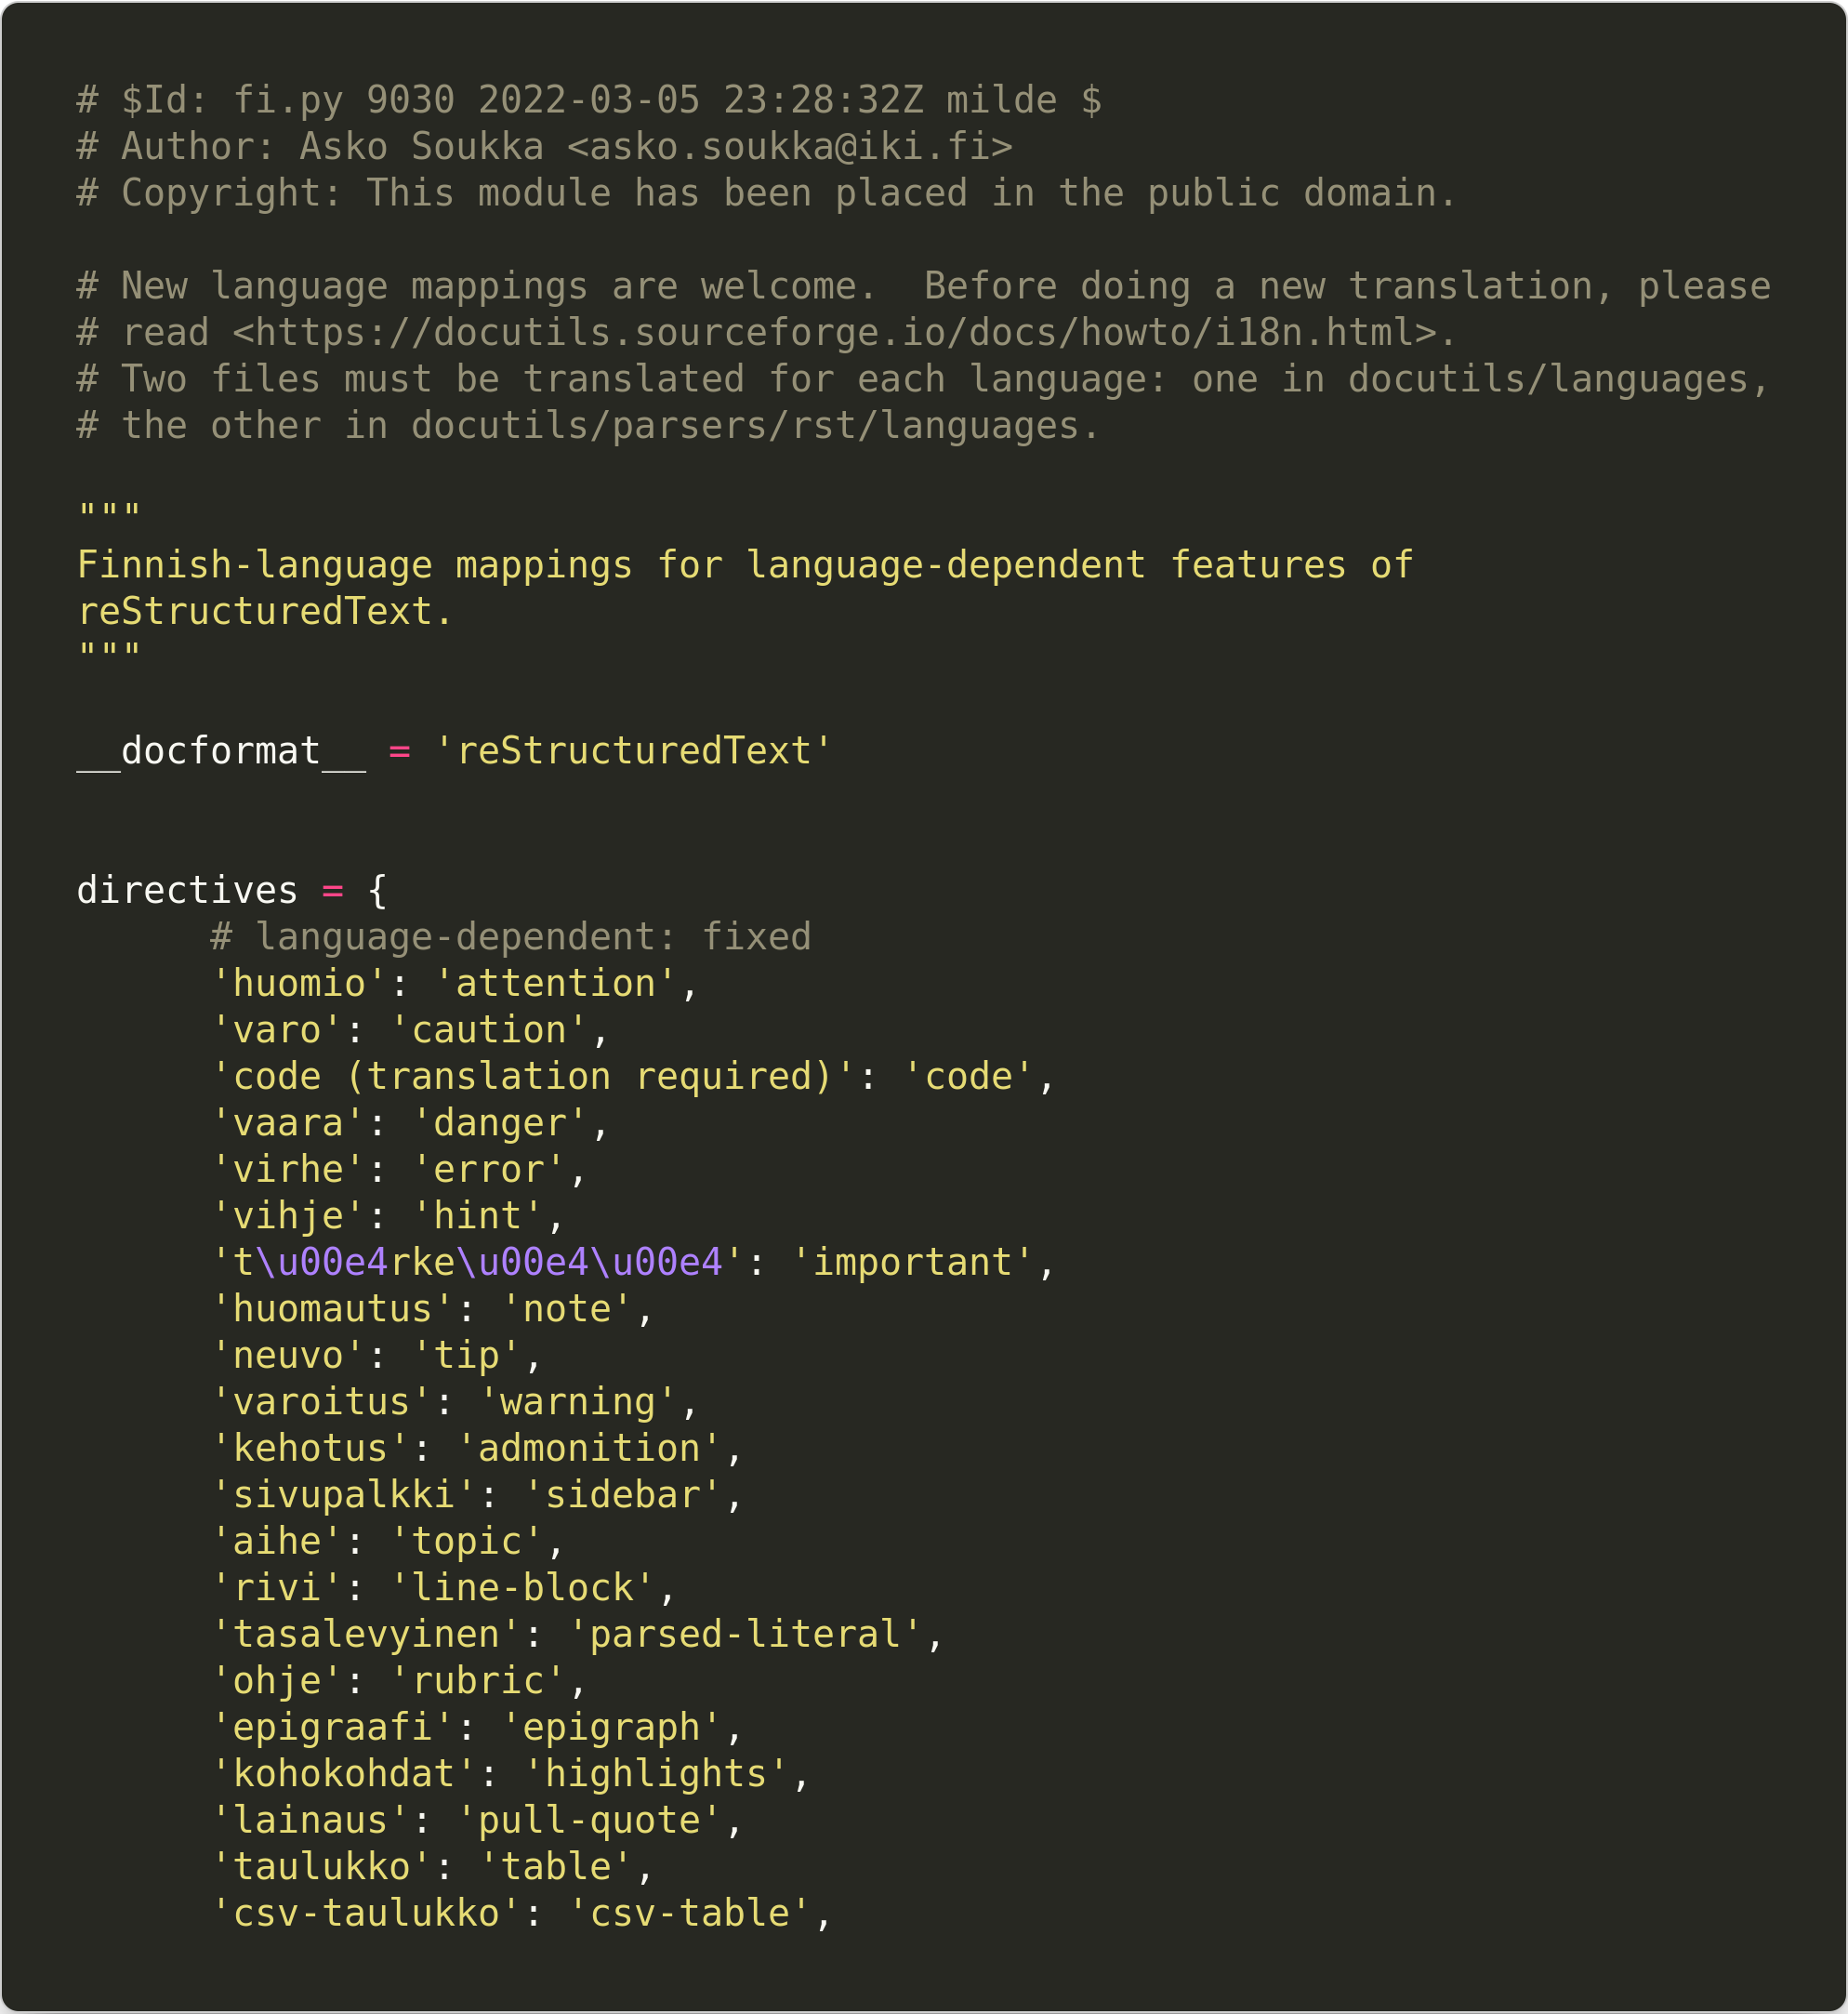 # $Id: fi.py 9030 2022-03-05 23:28:32Z milde $
# Author: Asko Soukka <asko.soukka@iki.fi>
# Copyright: This module has been placed in the public domain.

# New language mappings are welcome.  Before doing a new translation, please
# read <https://docutils.sourceforge.io/docs/howto/i18n.html>.
# Two files must be translated for each language: one in docutils/languages,
# the other in docutils/parsers/rst/languages.

"""
Finnish-language mappings for language-dependent features of
reStructuredText.
"""

__docformat__ = 'reStructuredText'


directives = {
      # language-dependent: fixed
      'huomio': 'attention',
      'varo': 'caution',
      'code (translation required)': 'code',
      'vaara': 'danger',
      'virhe': 'error',
      'vihje': 'hint',
      't\u00e4rke\u00e4\u00e4': 'important',
      'huomautus': 'note',
      'neuvo': 'tip',
      'varoitus': 'warning',
      'kehotus': 'admonition',
      'sivupalkki': 'sidebar',
      'aihe': 'topic',
      'rivi': 'line-block',
      'tasalevyinen': 'parsed-literal',
      'ohje': 'rubric',
      'epigraafi': 'epigraph',
      'kohokohdat': 'highlights',
      'lainaus': 'pull-quote',
      'taulukko': 'table',
      'csv-taulukko': 'csv-table',